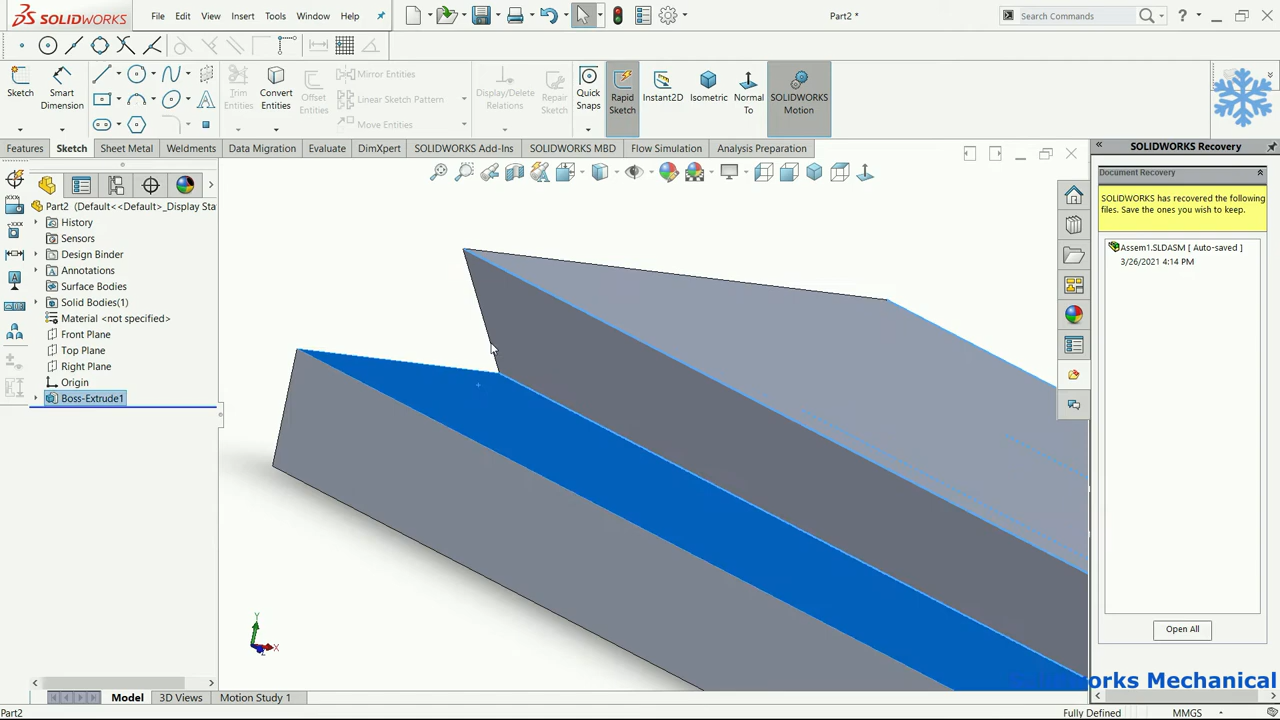 SOLIDWORKS
File Edit View Insert Tools Window Help
Part2 *
Search Commands
Sketch
Smart Dimension
Trim Entities
Convert Entities
Offset Entities
Mirror Entities
Linear Sketch Pattern
Move Entities
Display/Delete Relations
Repair Sketch
Quick Snaps
Rapid Sketch
Instant2D
Isometric
Normal To
SOLIDWORKS Motion
Features Sketch Sheet Metal Weldments Data Migration Evaluate DimXpert SOLIDWORKS Add-Ins SOLIDWORKS MBD Flow Simulation Analysis Preparation
Part2 (Default<<Default>_Display Sta
History
Sensors
Design Binder
Annotations
Surface Bodies
Solid Bodies(1)
Material <not specified>
Front Plane
Top Plane
Right Plane
Origin
Boss-Extrude1
SOLIDWORKS Recovery
Document Recovery
SOLIDWORKS has recovered the following
files. Save the ones you wish to keep.
Assem1.SLDASM [ Auto-saved ]
3/26/2021 4:14 PM
Open All
Y
X
Z
Mechanical
Model 3D Views Motion Study 1
Part2
Fully Defined
MMGS